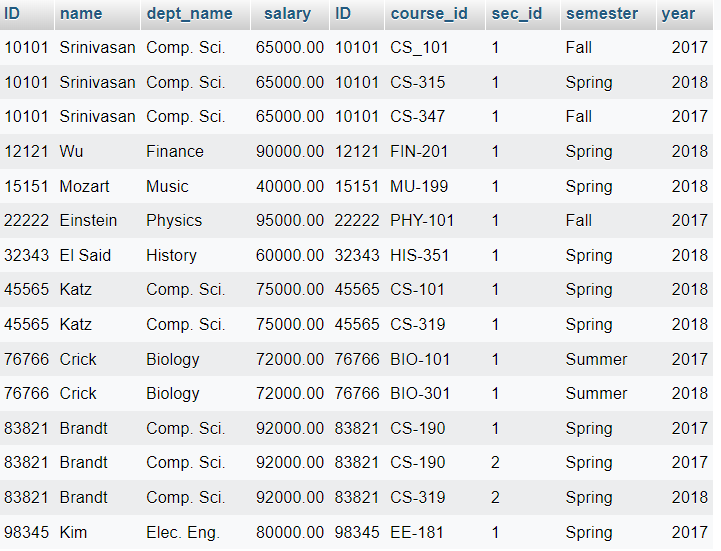 ID name dept_name salary ID course_id sec_id semester year
10101 Srinivasan Comp. Sci. 65000.00 10101 CS_101 1 Fall 2017
10101 Srinivasan Comp. Sci. 65000.00 10101 CS-315 1 Spring 2018
10101 Srinivasan Comp. Sci. 65000.00 10101 CS-347 1 Fall 2017
12121 Wu Finance 90000.00 12121 FIN-201 1 Spring 2018
15151 Mozart Music 40000.00 15151 MU-199 1 Spring 2018
22222 Einstein Physics 95000.00 22222 PHY-101 1 Fall 2017
32343 El Said History 60000.00 32343 HIS-351 1 Spring 2018
45565 Katz Comp. Sci. 75000.00 45565 CS-101 1 Spring 2018
45565 Katz Comp. Sci. 75000.00 45565 CS-319 1 Spring 2018
76766 Crick Biology 72000.00 76766 BIO-101 1 Summer 2017
76766 Crick Biology 72000.00 76766 BIO-301 1 Summer 2018
83821 Brandt Comp. Sci. 92000.00 83821 CS-190 1 Spring 2017
83821 Brandt Comp. Sci. 92000.00 83821 CS-190 2 Spring 2017
83821 Brandt Comp. Sci. 92000.00 83821 CS-319 2 Spring 2018
98345 Kim Elec. Eng. 80000.00 98345 EE-181 1 Spring 2017